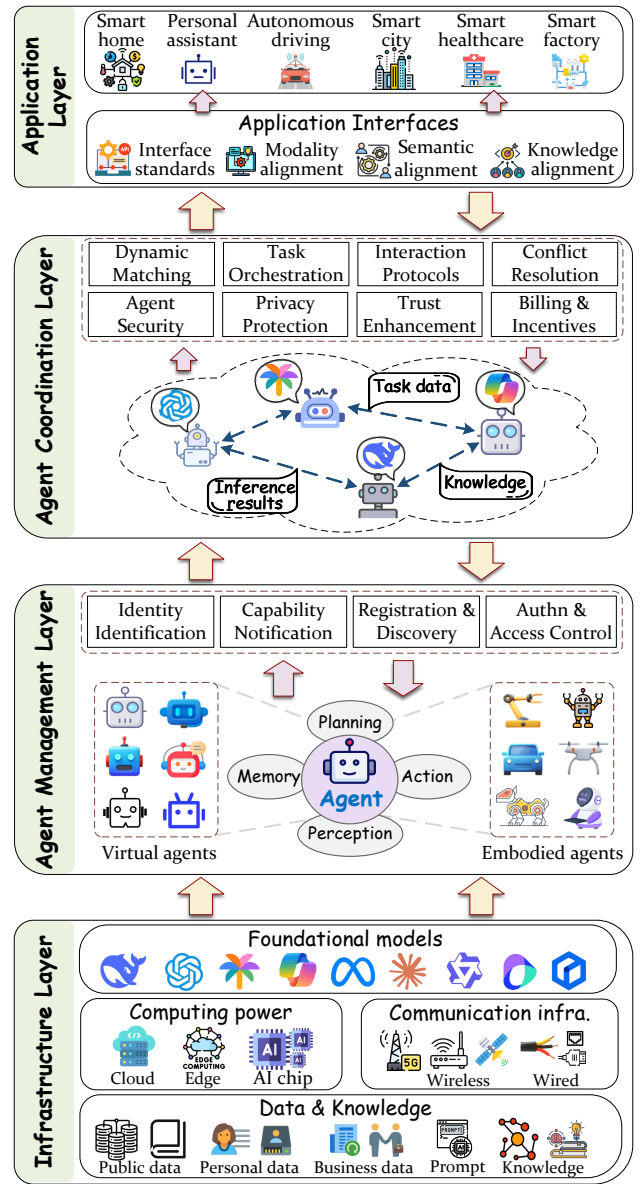 Application Layer
Smart home
Personal assistant
Autonomous driving
Smart city
Smart healthcare
Smart factory
Application Interfaces
API
Interface standards
Modality alignment
Semantic alignment
Knowledge alignment
Agent Coordination Layer
Dynamic Matching
Task Orchestration
Interaction Protocols
Conflict Resolution
Agent Security
Privacy Protection
Trust Enhancement
Billing & Incentives
Task data
Inference results
Knowledge
Agent Management Layer
Identity Identification
Capability Notification
Registration & Discovery
Authn & Access Control
Planning
Memory
Agent
Action
Perception
Virtual agents
Embodied agents
Infrastructure Layer
Foundational models
Computing power
Cloud
EDGE COMPUTING
Edge
AI
AI
AI chip
Communication infra.
5G
Wireless
Wired
Data & Knowledge
Public data
Personal data
Business data
PROMPT
AI
Prompt
Knowledge